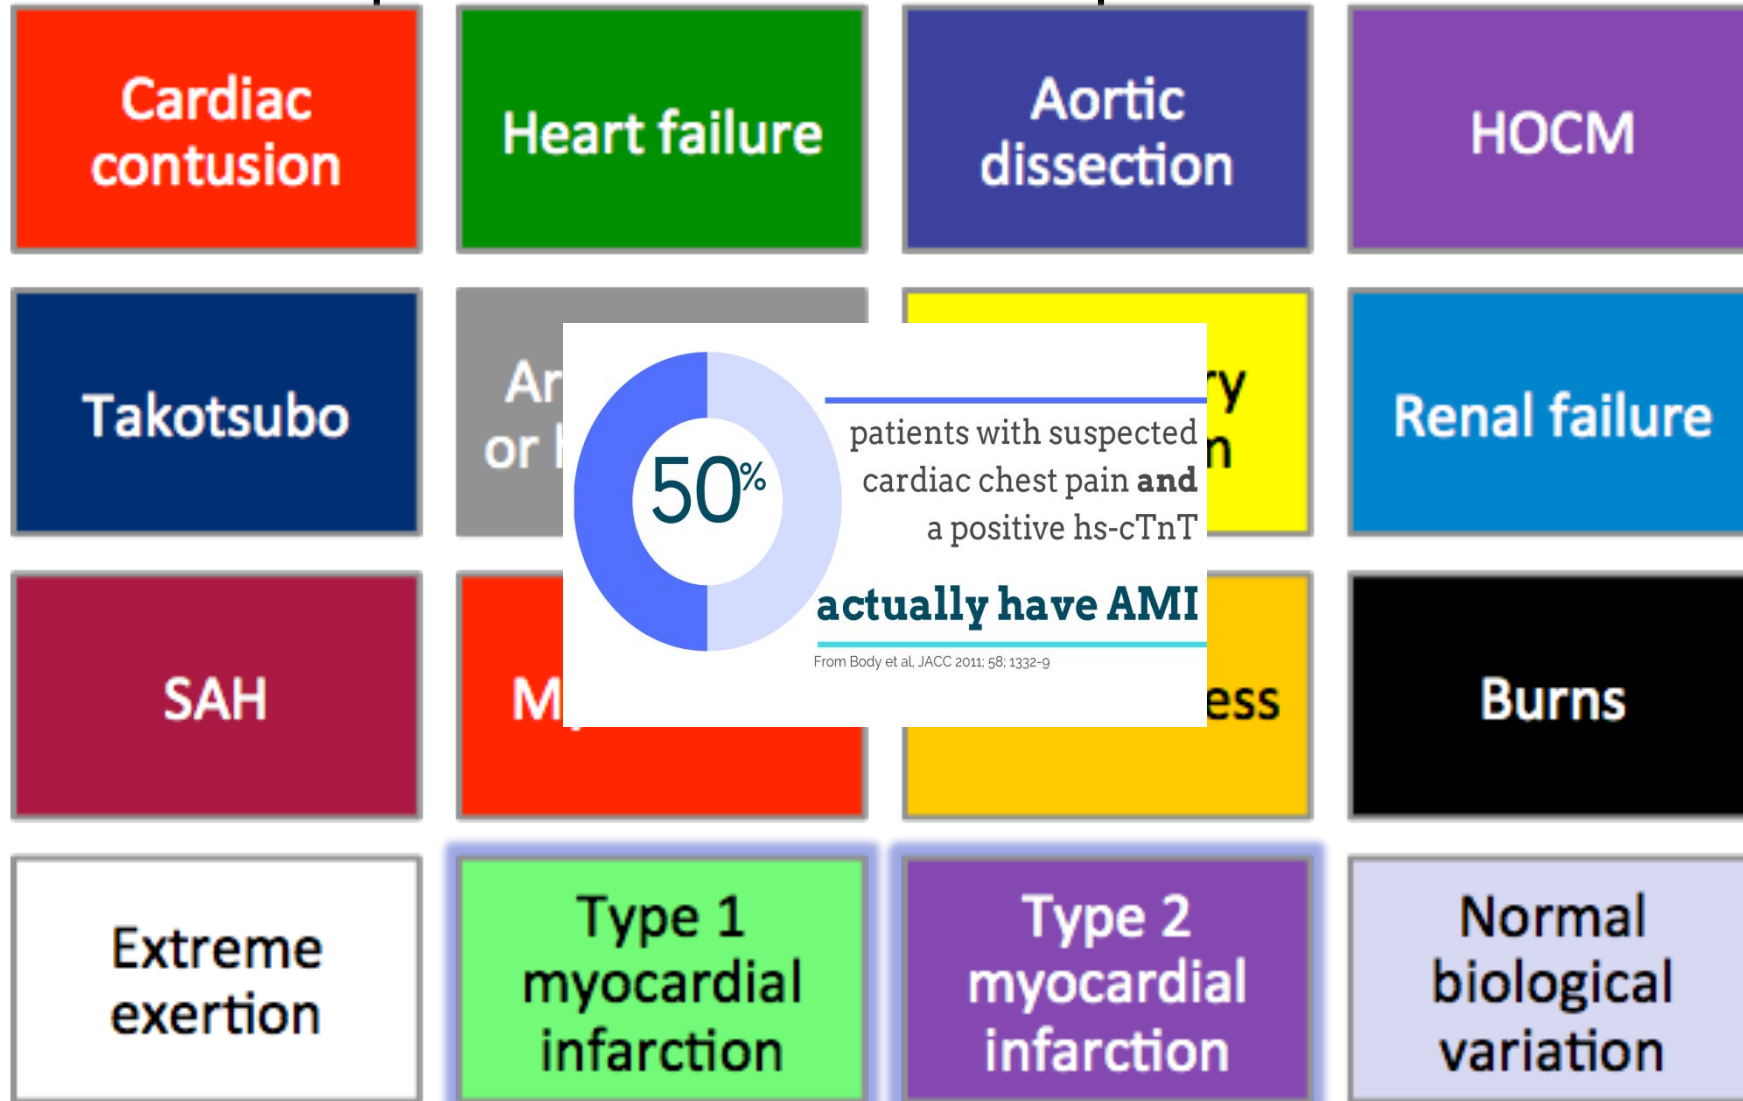 Cardiac
contusion
Heart failure
Aortic
dissection
HOCM
Takotsubo
or
Renal failure
50%
patients with suspected
cardiac chest pain and
a positive hs-cTnT
actually have AMI
From Body et al, JACC 2011; 58; 1332-9
SAH
Burns
Extreme
exertion
Type 1
myocardial
infarction
Type 2
myocardial
infarction
Normal
biological
variation